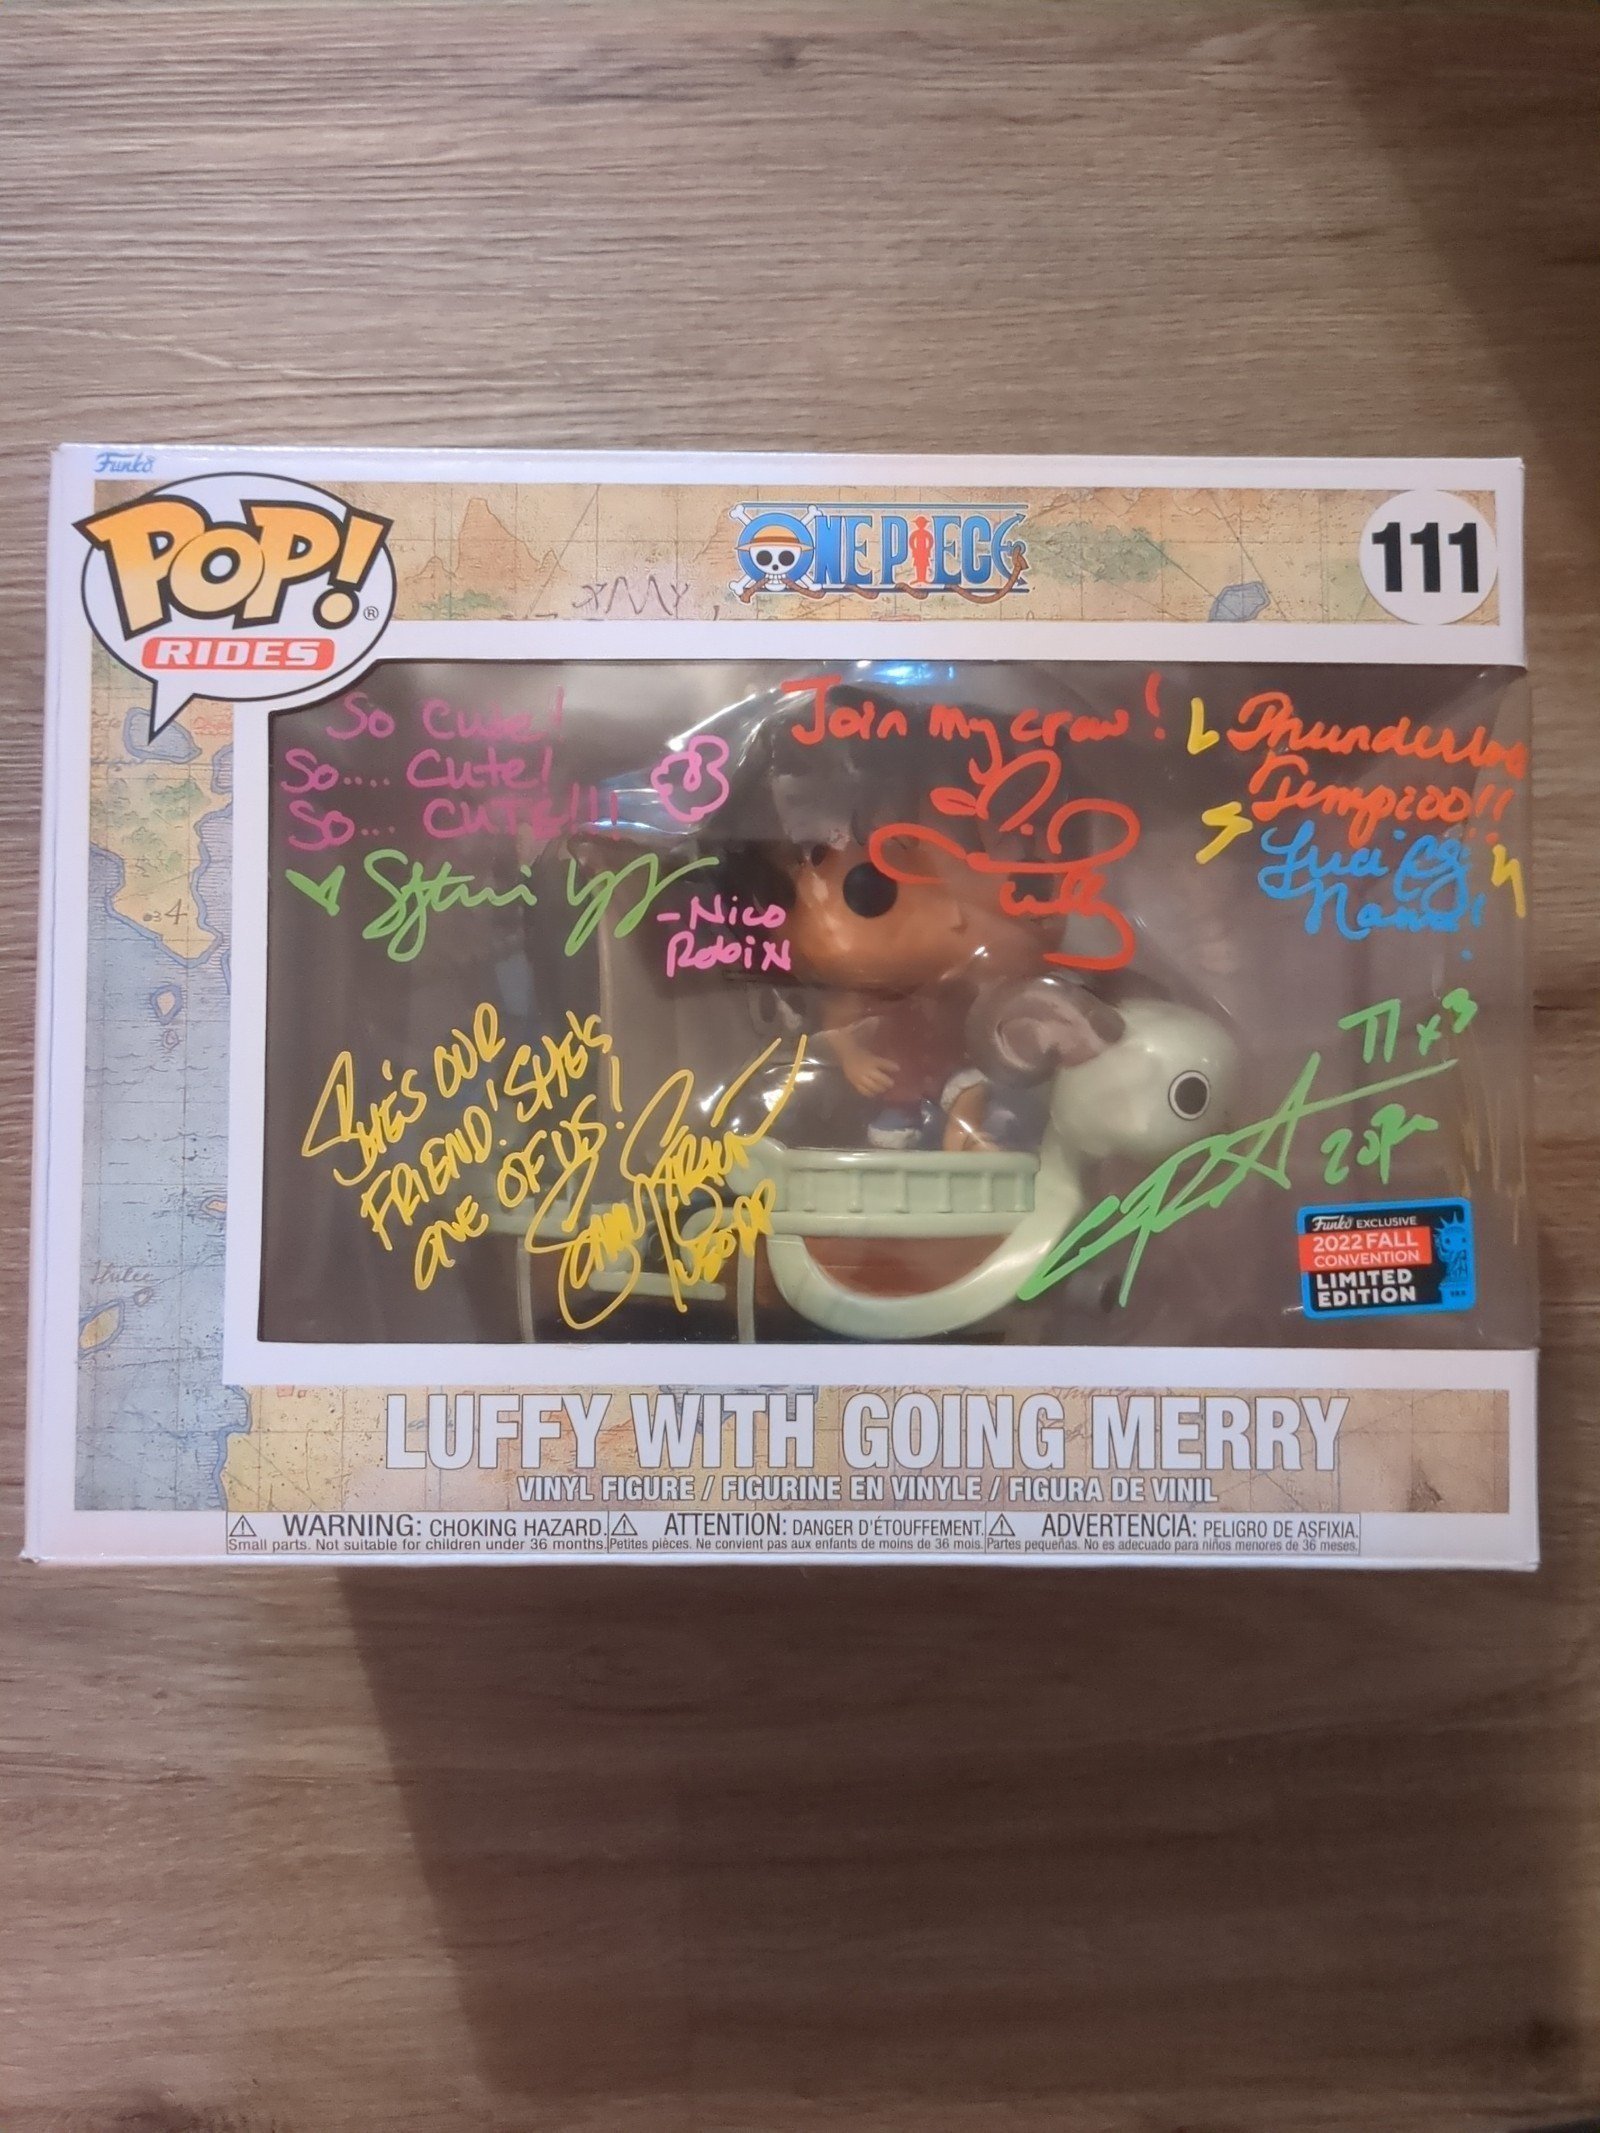 Funko
POP!®
RIDES
ONE PIECE
111
So cute!
So.... Cute!
So... CUTE!!!
-Nico
Robin
Join my crew!
Luffy
Thunderbolt
Tempo!!
Luci
Nami!
SHE'S OUR
FRIEND! SHE'S
ONE OF US!
SONNY
USOPP
Funko EXCLUSIVE
2022 FALL
CONVENTION
LIMITED
EDITION
LUFFY WITH GOING MERRY
VINYL FIGURE / FIGURINE EN VINYLE / FIGURA DE VINIL
WARNING: CHOKING HAZARD.
Small parts. Not suitable for children under 36 months.
ATTENTION: DANGER D'ÉTOUFFEMENT.
Petites pièces. Ne convient pas aux enfants de moins de 36 mois.
ADVERTENCIA: PELIGRO DE ASFIXIA.
Partes pequeñas. No es adecuado para niños menores de 36 meses.